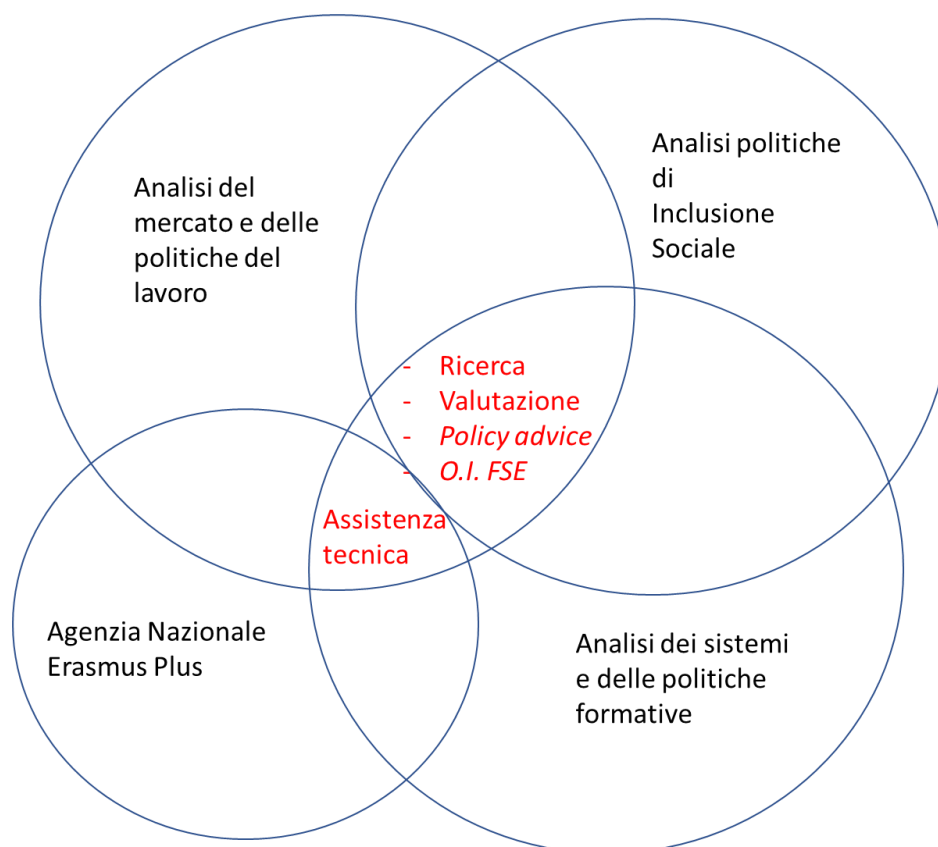 Analisi del
mercato e delle
politiche del
lavoro
Analisi politiche
di
Inclusione
Sociale
- Ricerca
- Valutazione
- Policy advice
- O.I. FSE
Assistenza
tecnica
Agenzia Nazionale
Erasmus Plus
Analisi dei sistemi
e delle politiche
formative